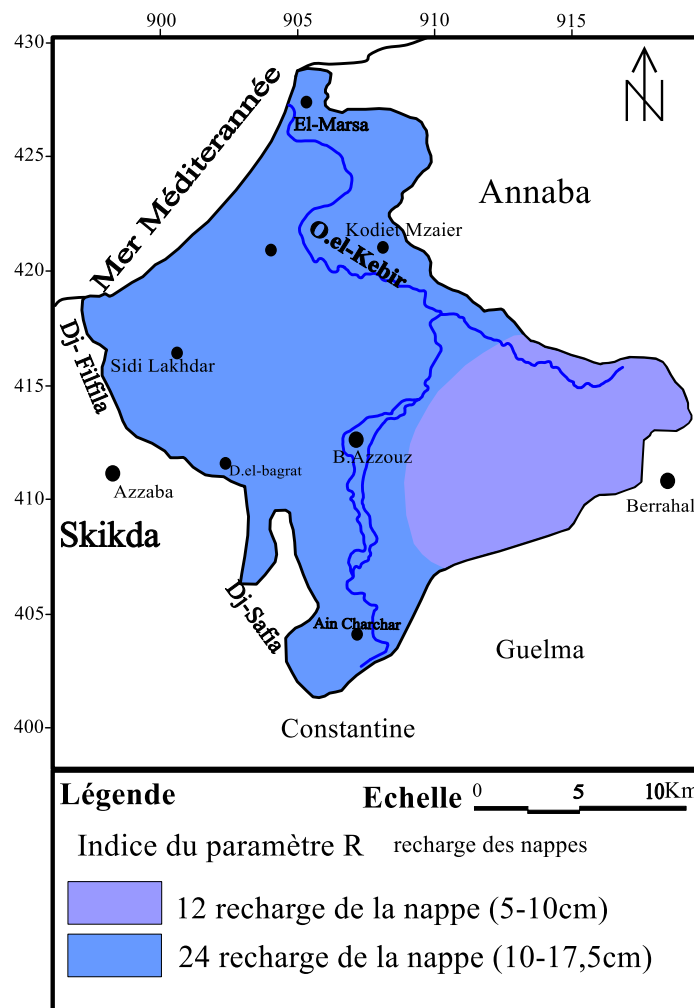 900 905 910 915
430
425
420
415
410
405
400
Mer Méditerannée
El-Marsa
Annaba
Kodiet Mzaier
O.el-Kebir
Dj- Filfila
Sidi Lakhdar
B.Azzouz
D.el-bagrat
Azzaba
Berrahal
Skikda
Dj-Safia
Ain Charchar
Guelma
Constantine
Légende
Echelle 0 5 10Km
Indice du paramètre R recharge des nappes
12 recharge de la nappe (5-10cm)
24 recharge de la nappe (10-17,5cm)
N